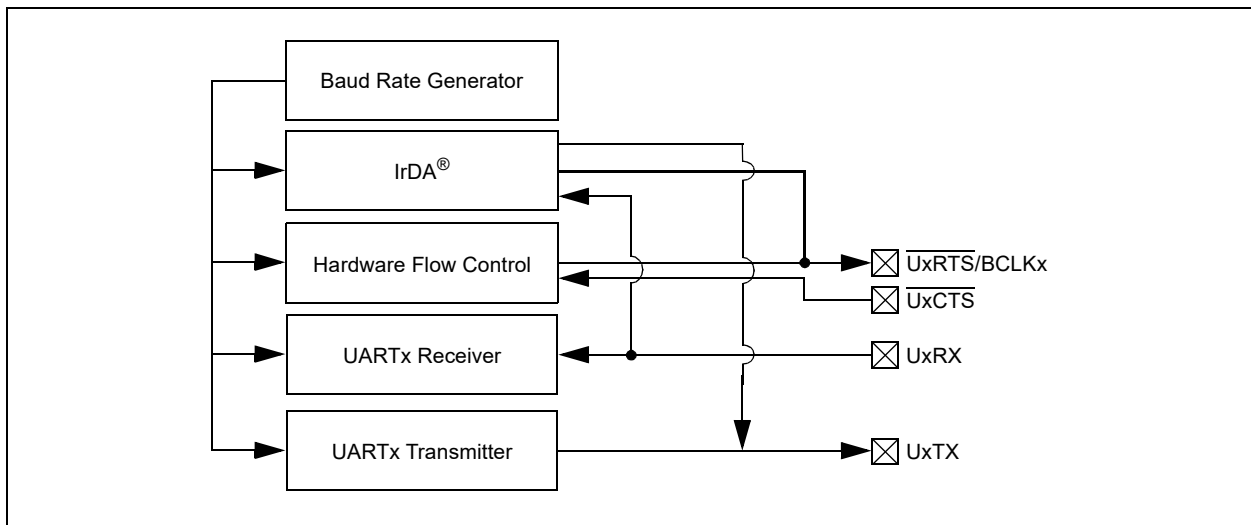 Baud Rate Generator
IrDA®
Hardware Flow Control
UxRTS/BCLKx
UxCTS
UARTx Receiver
UxRX
UARTx Transmitter
UxTX